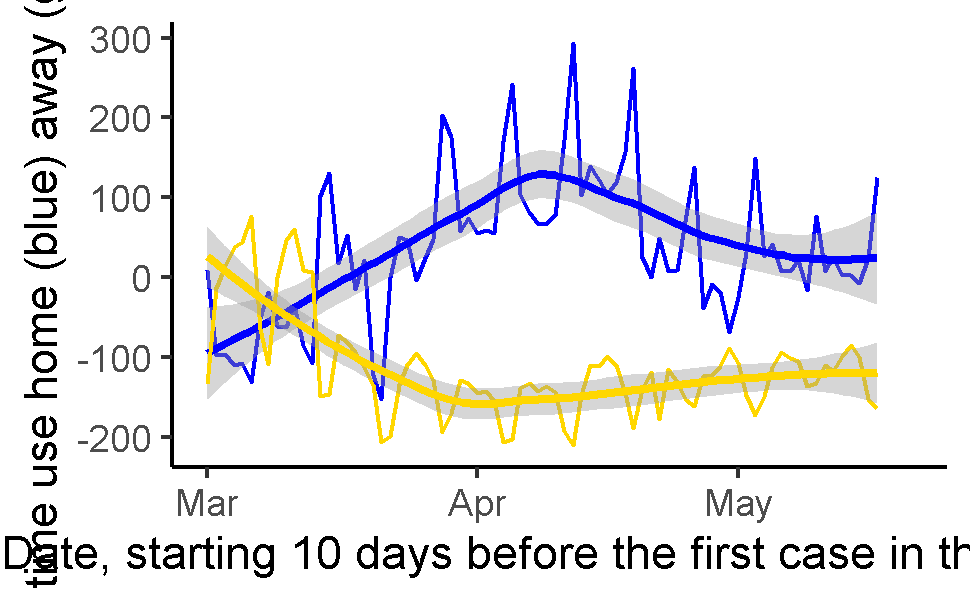 time use home (blue) away (
300
200
100
0
-100
-200
Mar Apr May
Date, starting 10 days before the first case in th